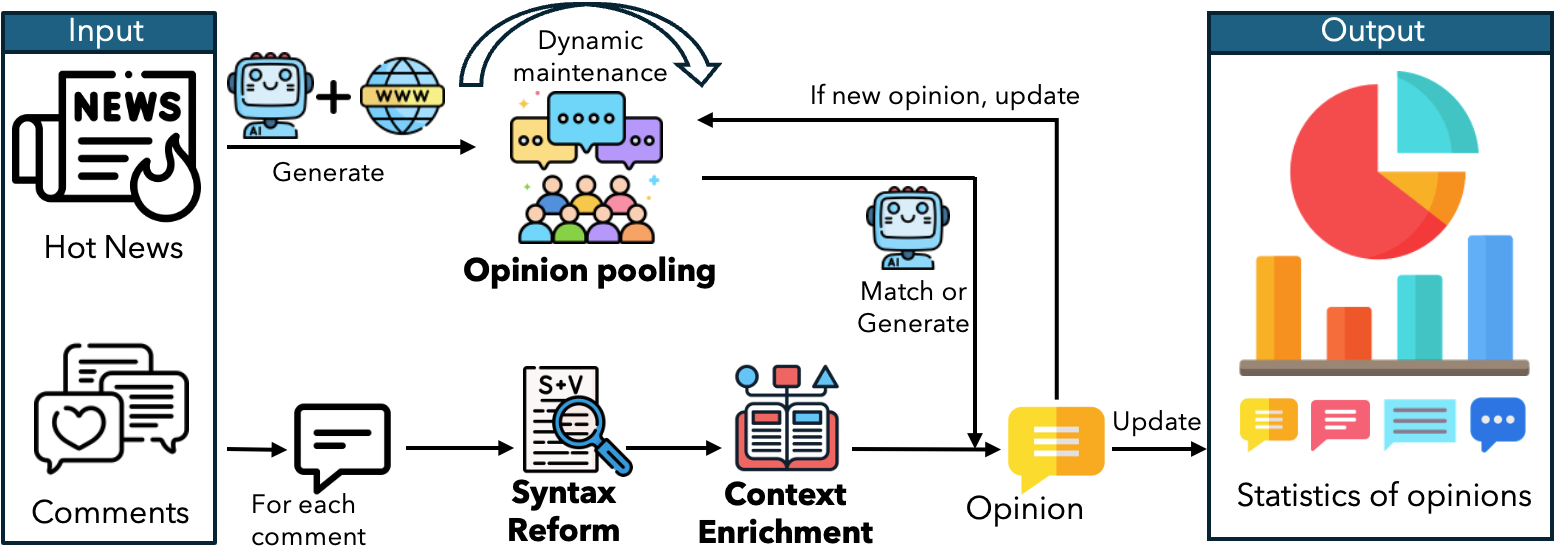 Input
NEWS
Hot News
Comments
AI
WWW
Generate
Dynamic
maintenance
Opinion pooling
If new opinion, update
AI
Match or
Generate
For each
comment
S+V
Syntax
Reform
Context
Enrichment
Opinion
Update
Output
Statistics of opinions